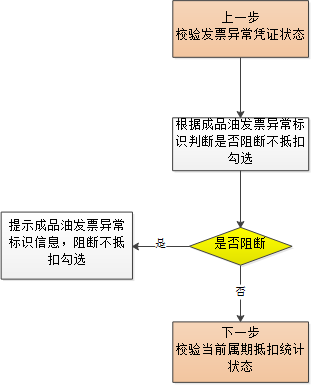 上一步
校验发票异常凭证状态
根据成品油发票异常标
识判断是否阻断不抵扣
勾选
提示成品油发票异常
标识信息，阻断不抵
扣勾选
是
是否阻断
否
下一步
校验当前属期抵扣统计
状态